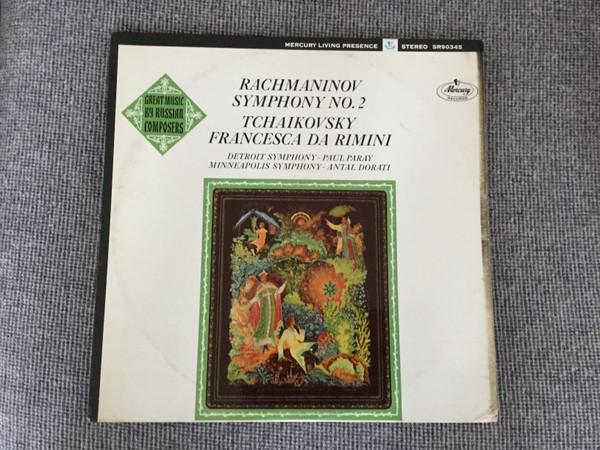 MERCURY LIVING PRESENCE STEREO SR90345
RACHMANINOV
SYMPHONY NO. 2
TCHAIKOVSKY
FRANCESCA DA RIMINI
GREAT MUSIC
BY RUSSIAN
COMPOSERS
Mercury
RECORDS
DETROIT SYMPHONY-PAUL PARAY
MINNEAPOLIS SYMPHONY-ANTAL DORATI